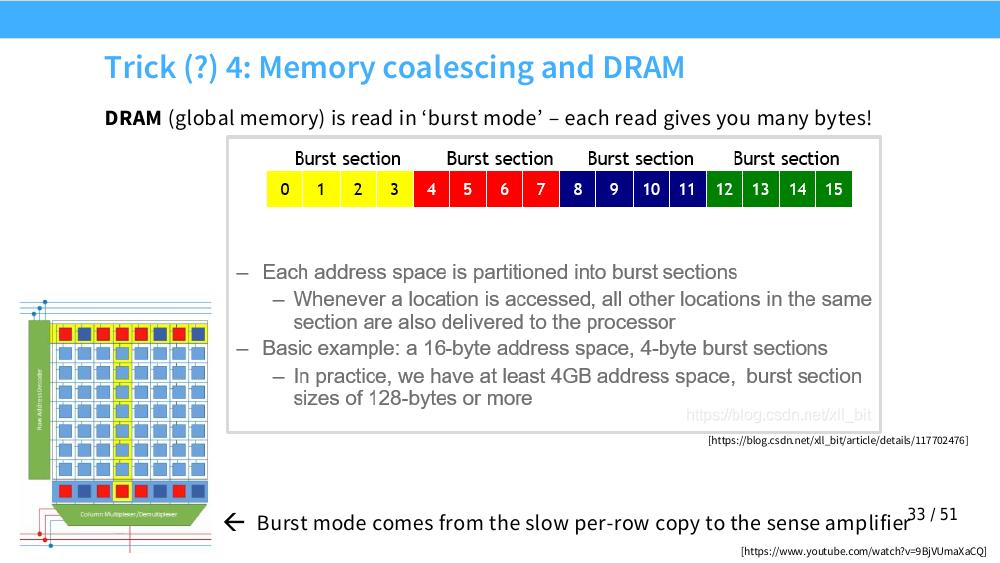 Trick (?) 4: Memory coalescing and DRAM
DRAM (global memory) is read in ‘burst mode’ – each read gives you many bytes!
Burst section Burst section Burst section Burst section
0 1 2 3 4 5 6 7 8 9 10 11 12 13 14 15
– Each address space is partitioned into burst sections
– Whenever a location is accessed, all other locations in the same
section are also delivered to the processor
– Basic example: a 16-byte address space, 4-byte burst sections
– In practice, we have at least 4GB address space, burst section
sizes of 128-bytes or more
https://blog.csdn.net/xll_bit
[https://blog.csdn.net/xll_bit/article/details/117702476]
Row Address Decoder
Column Multiplexer/Demultiplexer
← Burst mode comes from the slow per-row copy to the sense amplifier
33 / 51
[https://www.youtube.com/watch?v=9BjVUmaXaCQ]